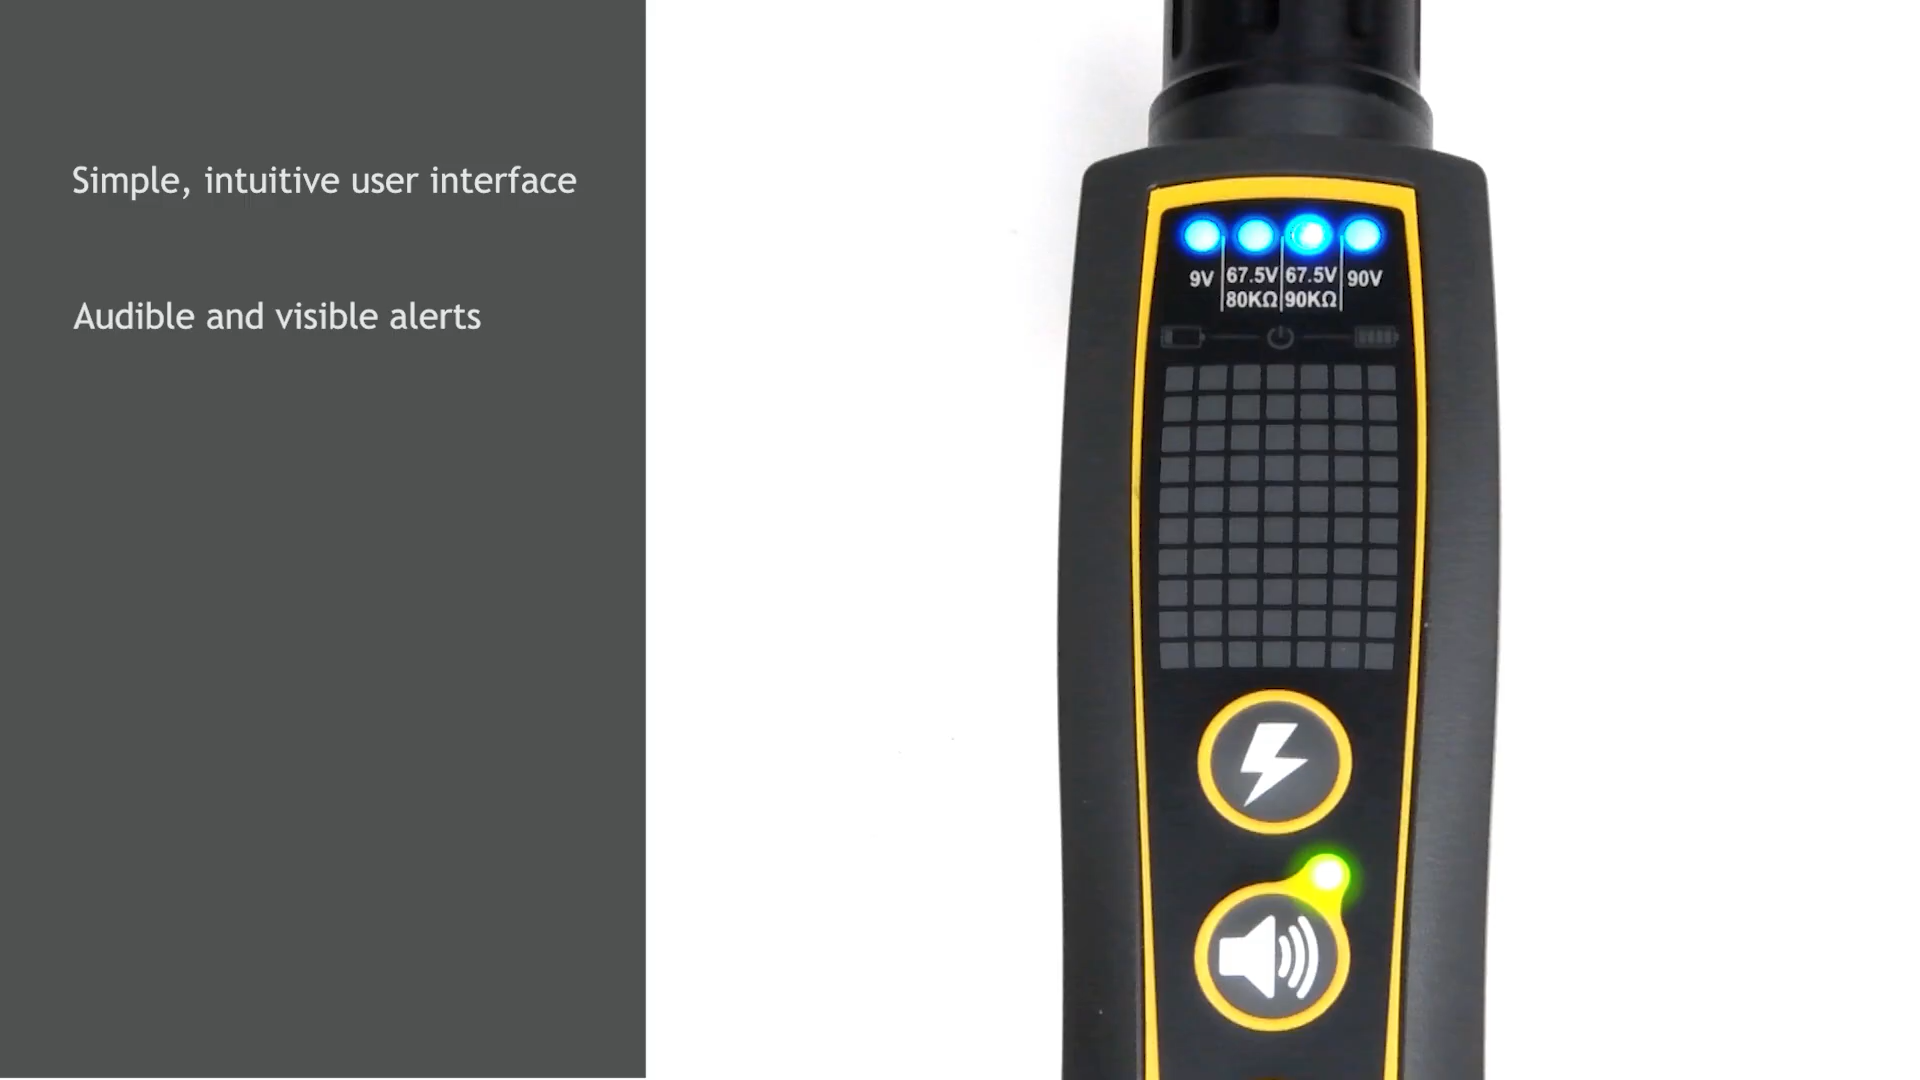 Simple, intuitive user interface
Audible and visible alerts
9V 67.5V 67.5V 90V
80KΩ 90KΩ